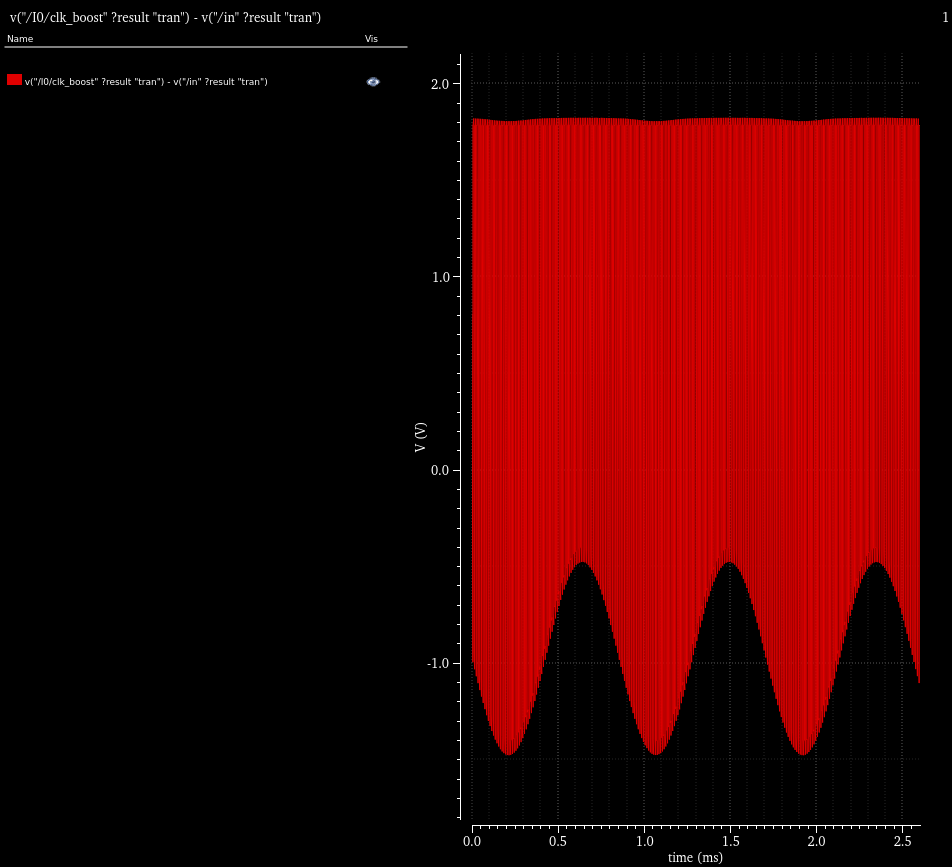 v("/I0/clk_boost" ?result "tran") - v("/in" ?result "tran")
1
Name Vis
v("/I0/clk_boost" ?result "tran") - v("/in" ?result "tran")
2.0
1.0
0.0
-1.0
V (V)
0.0 0.5 1.0 1.5 2.0 2.5
time (ms)